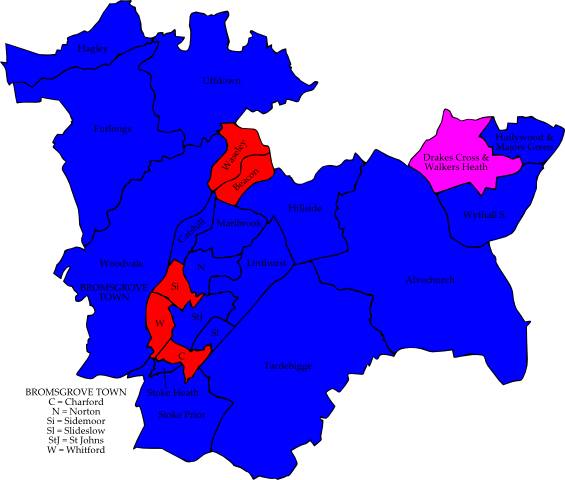 Hagley
Uffdown
Furlongs
Waseley
Beacon
Hollywood &
Majors Green
Drakes Cross &
Walkers Heath
Wythall S.
Hillside
Marlbrook
Catshill
Linthurst
Woodvale
N
Alvechurch
BROMSGROVE
TOWN
Si
StJ
W
Sl
C
Tardebigge
Stoke Heath
Stoke Prior
BROMSGROVE TOWN
C = Charford
N = Norton
Si = Sidemoor
Sl = Slideslow
StJ = St Johns
W = Whitford